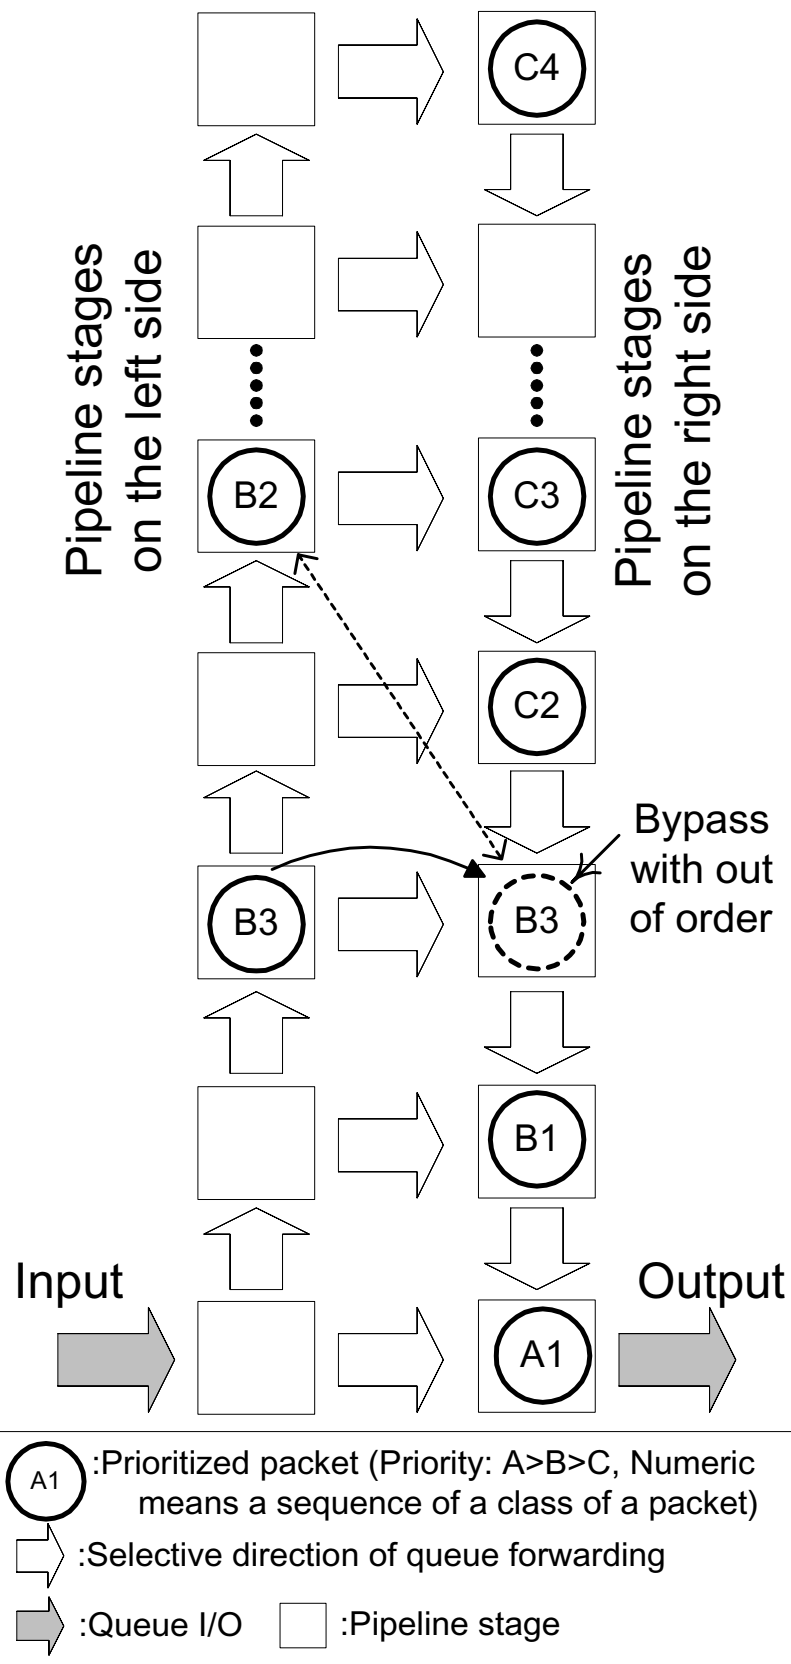 C4
Pipeline stages
on the left side
Pipeline stages
on the right side
B2
C3
C2
Bypass
with out
of order
B3
B3
B1
Input
Output
A1
A1
:Prioritized packet (Priority: A>B>C, Numeric
means a sequence of a class of a packet)
:Selective direction of queue forwarding
:Queue I/O
:Pipeline stage